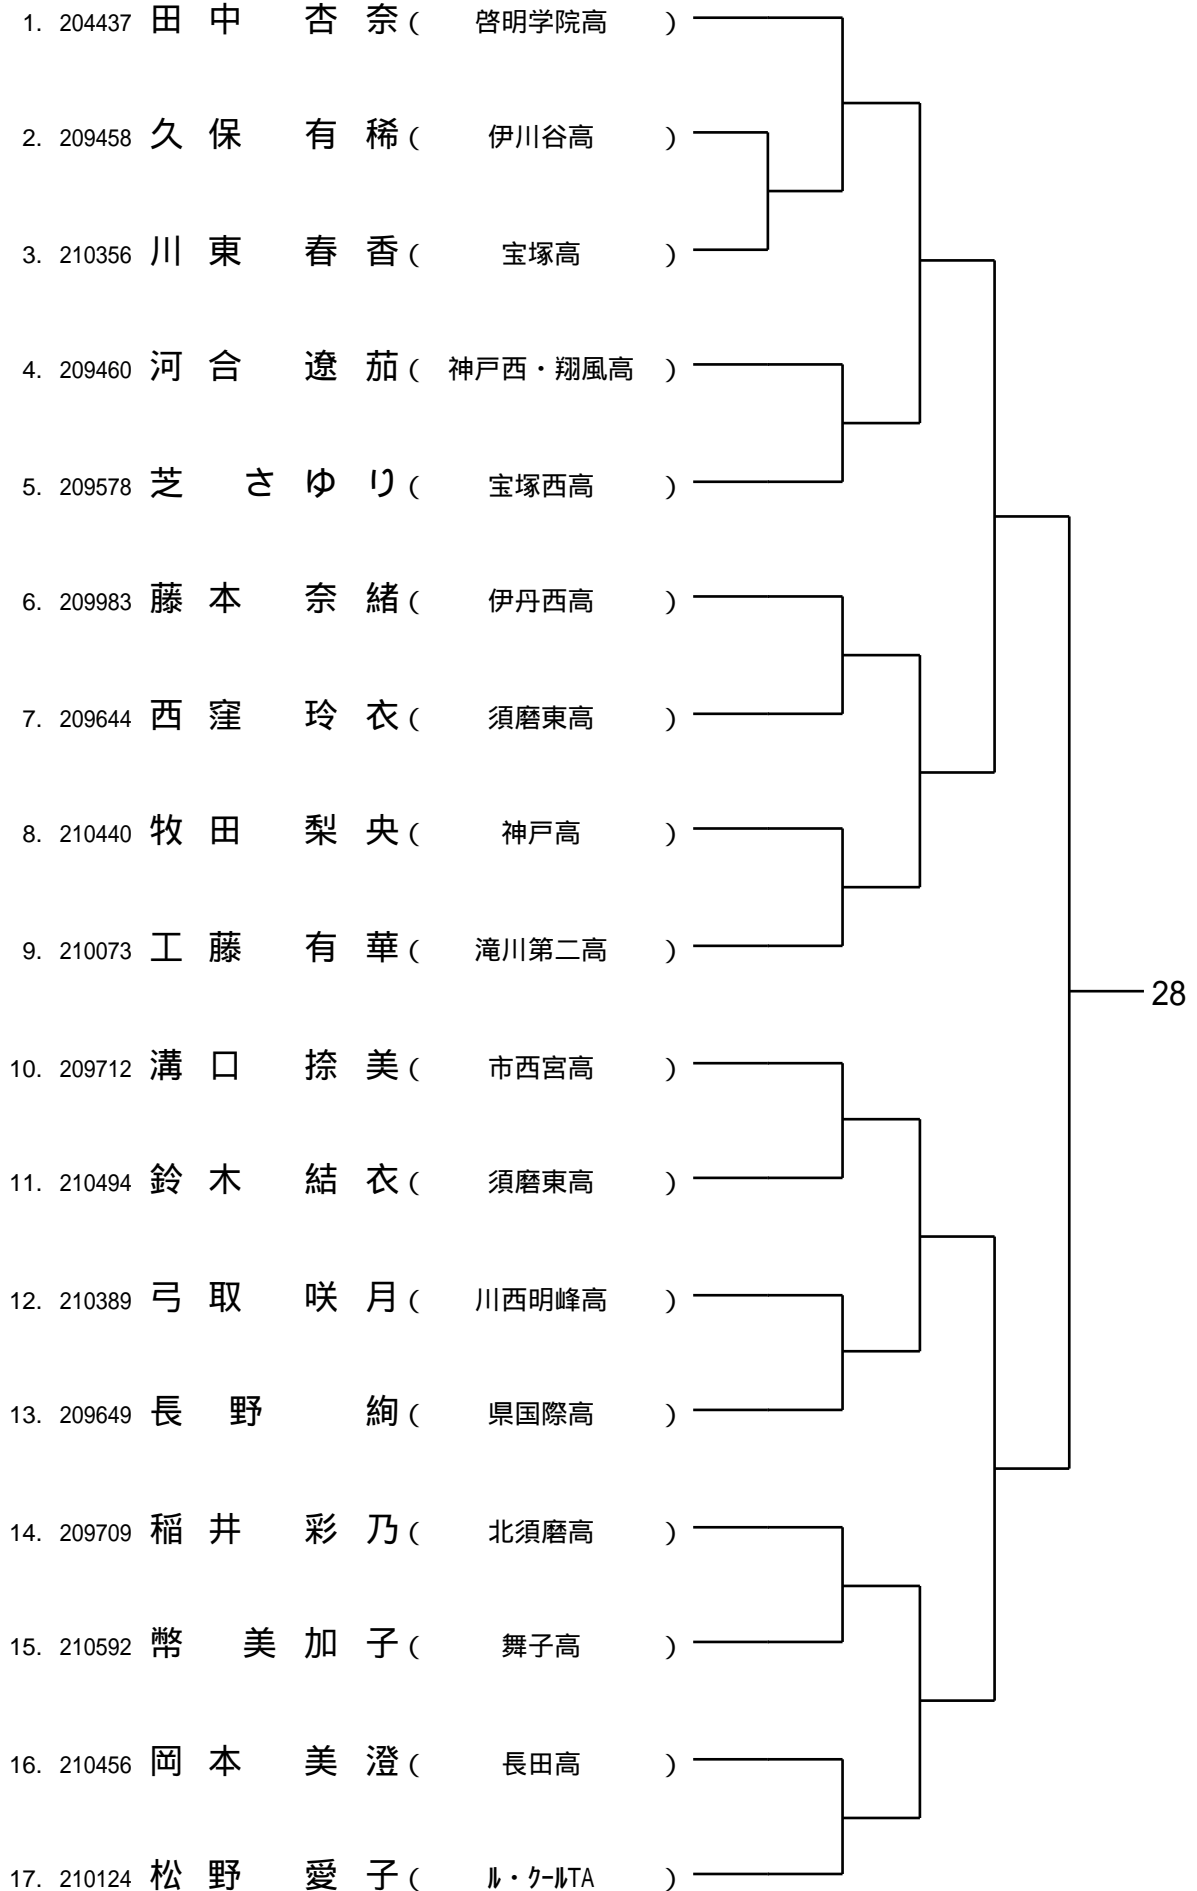 1. 204437 田中 杏奈 ( 啓明学院高 )
2. 209458 久保 有稀 ( 伊川谷高 )
3. 210356 川東 春香 ( 宝塚高 )
4. 209460 河合 遼茄 ( 神戸西・翔風高 )
5. 209578 芝 さゆり ( 宝塚西高 )
6. 209983 藤本 奈緒 ( 伊丹西高 )
7. 209644 西窪 玲衣 ( 須磨東高 )
8. 210440 牧田 梨央 ( 神戸高 )
9. 210073 工藤 有華 ( 滝川第二高 )
28
10. 209712 溝口 捺美 ( 市西宮高 )
11. 210494 鈴木 結衣 ( 須磨東高 )
12. 210389 弓取 咲月 ( 川西明峰高 )
13. 209649 長野 絢 ( 県国際高 )
14. 209709 稲井 彩乃 ( 北須磨高 )
15. 210592 幣 美加子 ( 舞子高 )
16. 210456 岡本 美澄 ( 長田高 )
17. 210124 松野 愛子 ( ﾙ・ｸｰﾙTA )